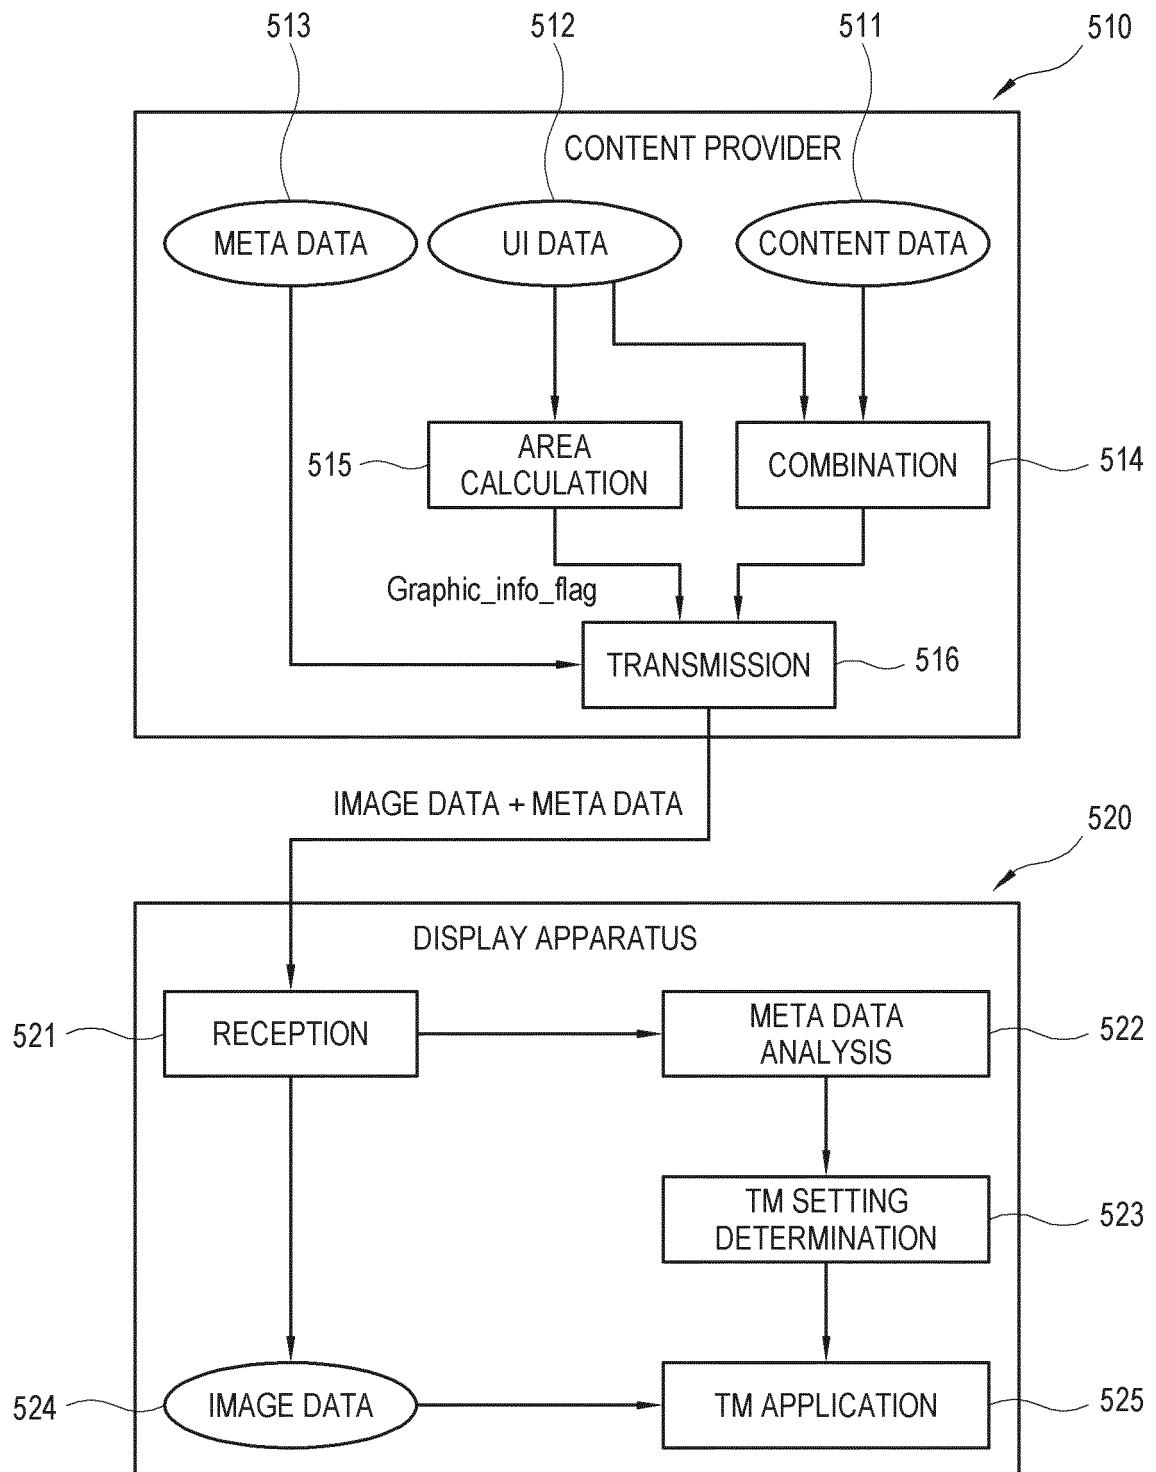 513
512
511
510
CONTENT PROVIDER
META DATA
UI DATA
CONTENT DATA
515
AREA
CALCULATION
COMBINATION
514
Graphic_info_flag
TRANSMISSION
516
IMAGE DATA + META DATA
520
DISPLAY APPARATUS
521
RECEPTION
META DATA
ANALYSIS
522
TM SETTING
DETERMINATION
523
524
IMAGE DATA
TM APPLICATION
525